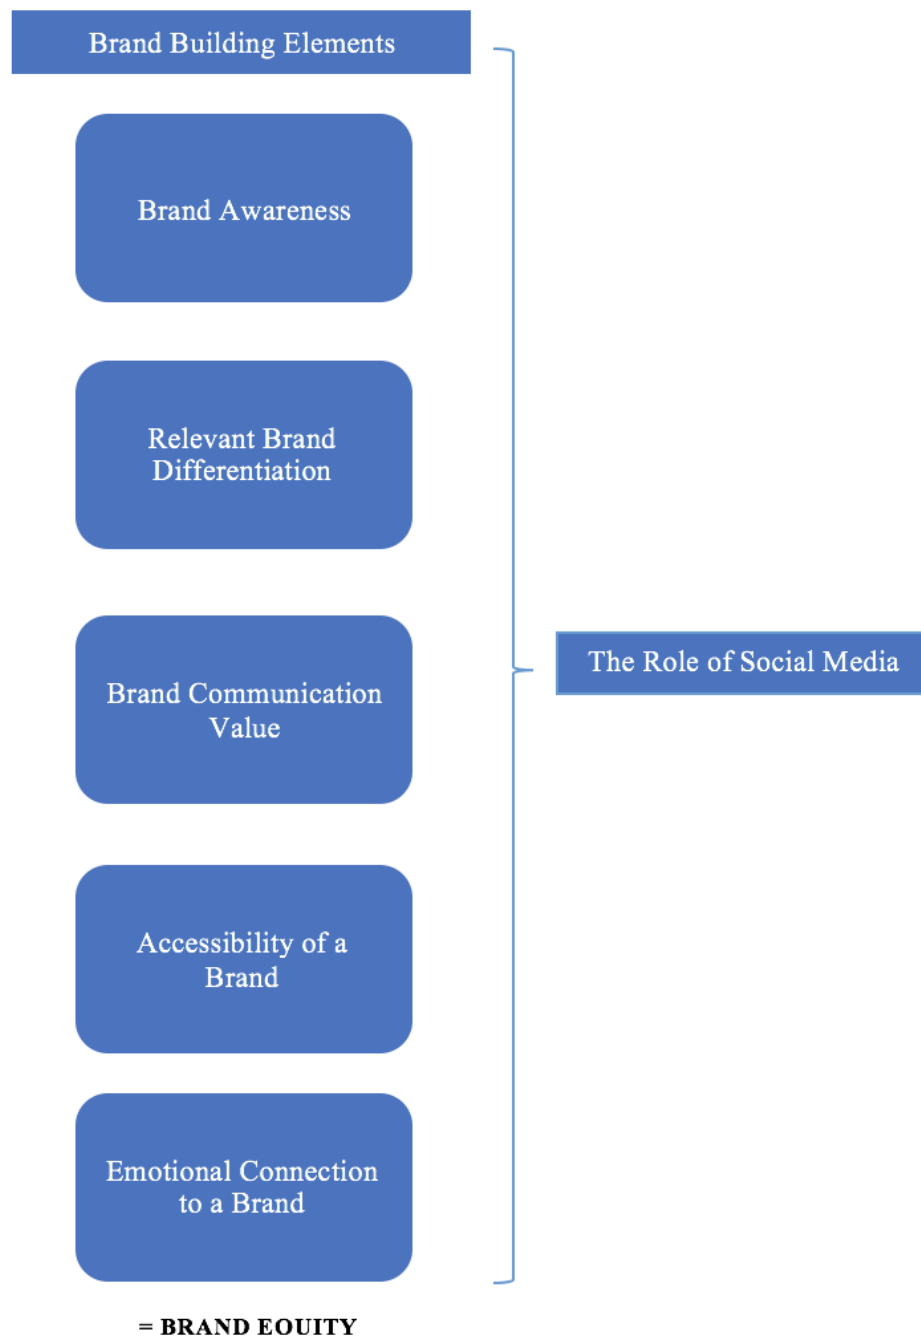 Brand Building Elements
Brand Awareness
Relevant Brand
Differentiation
Brand Communication
Value
The Role of Social Media
Accessibility of a
Brand
Emotional Connection
to a Brand
= BRAND EQUITY